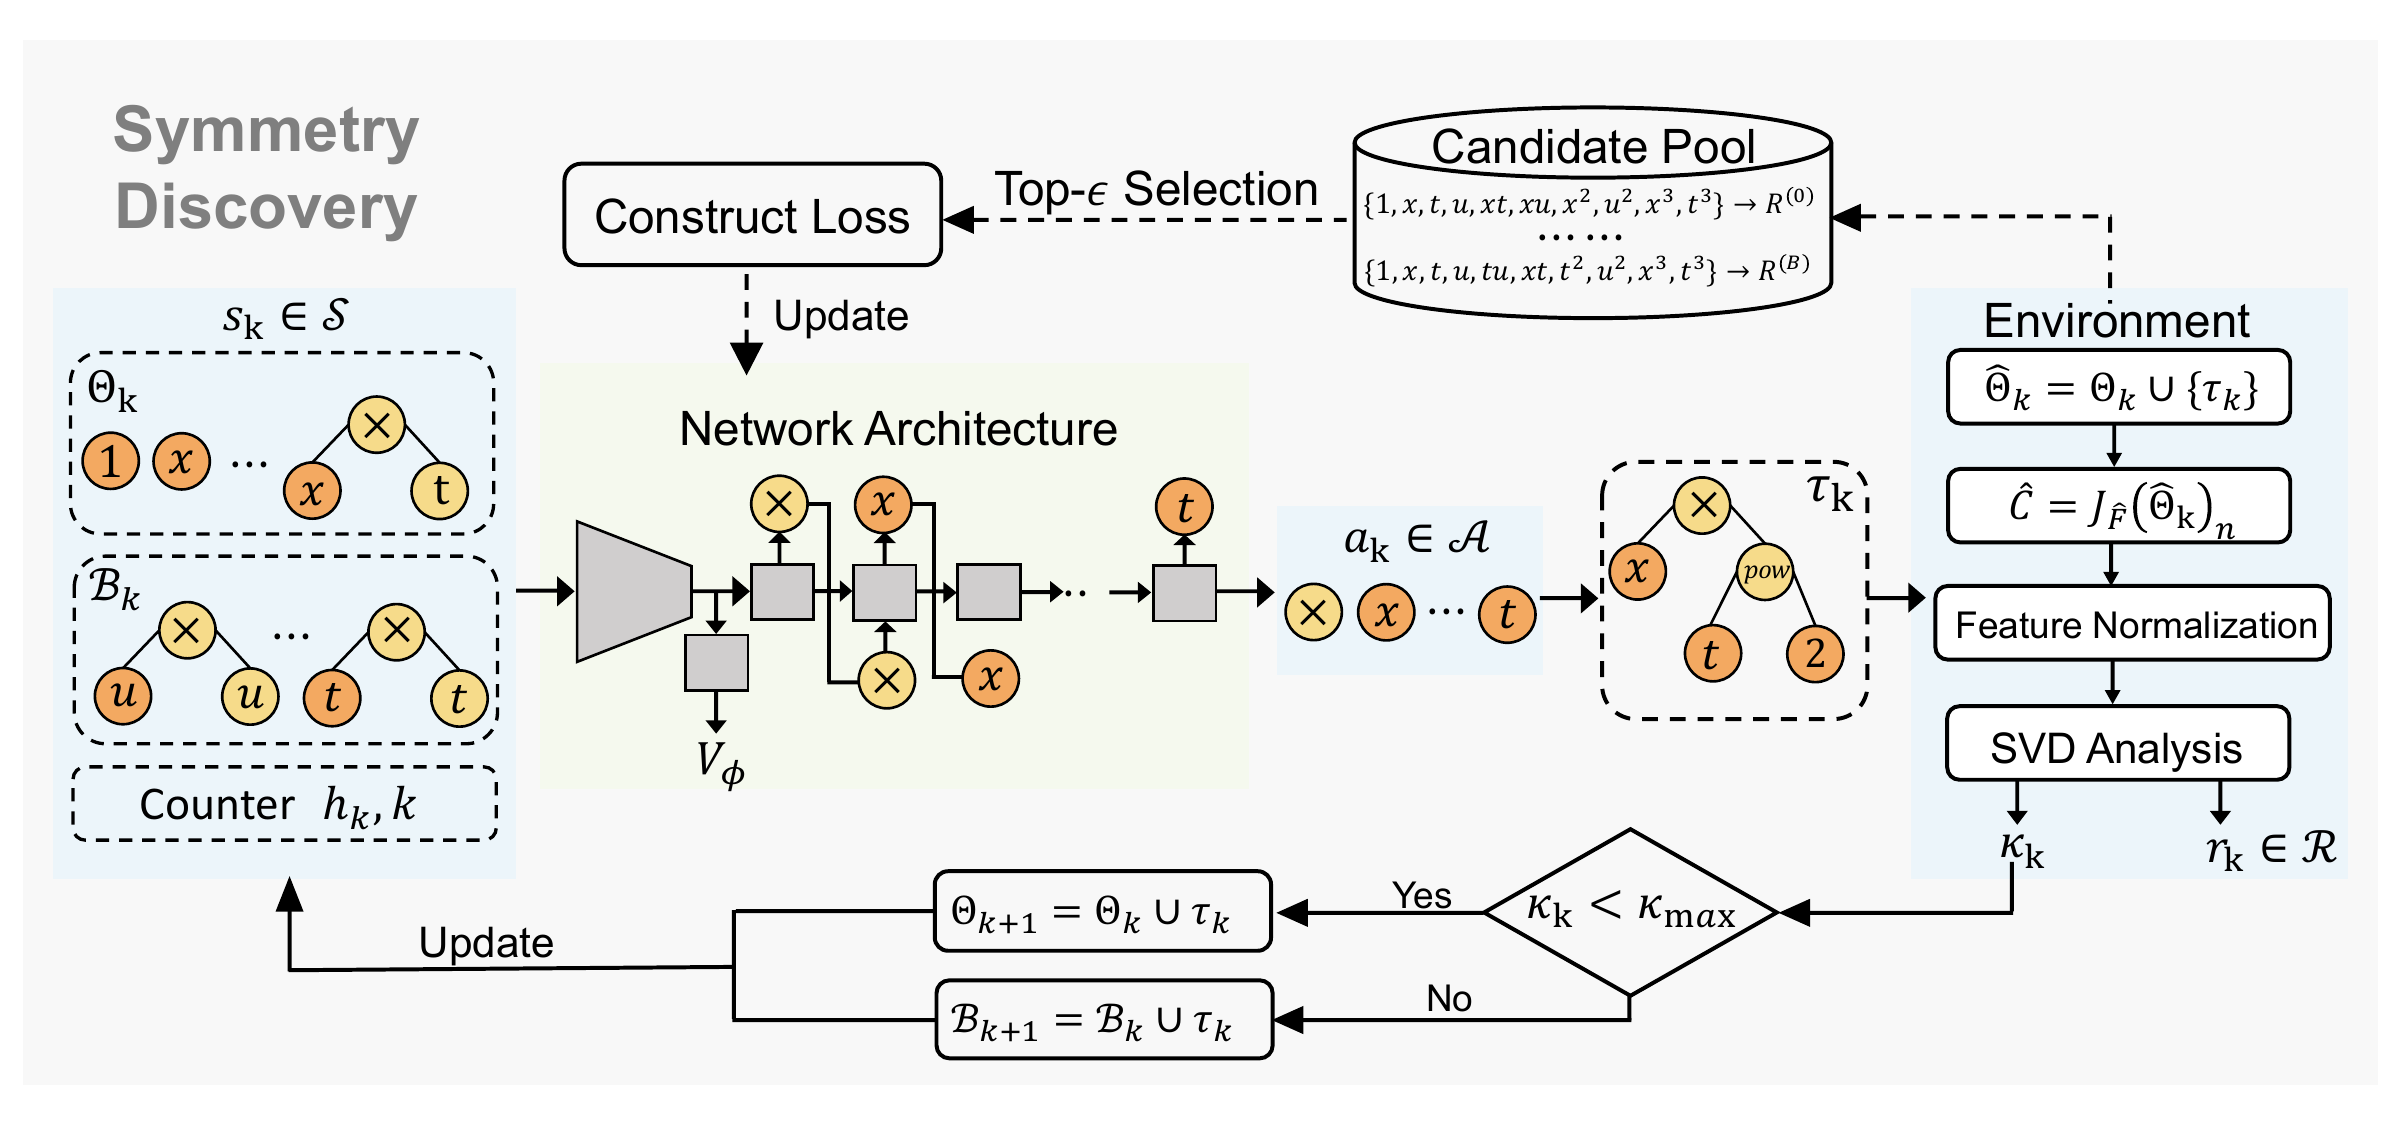 Symmetry
Discovery
Construct Loss
Top-ϵ Selection
Candidate Pool
{1, x, t, u, xt, xu, x², u², x³, t³} → R⁽⁰⁾
⋯ ⋯
{1, x, t, u, tu, xt, t², u², x³, t³} → R⁽ᴮ⁾
Update
s_k ∈ 𝒮
Θ_k
×
1 x ⋯ x t
ℬ_k
× ⋯ ×
u u t t
Counter h_k, k
Network Architecture
× x t
× x
V_ϕ
a_k ∈ 𝒜
× x ⋯ t
τ_k
×
x pow
t 2
Environment
Θ̂_k = Θ_k ∪ {τ_k}
Ĉ = J_F̂(Θ̂_k)_n
Feature Normalization
SVD Analysis
κ_k r_k ∈ ℛ
κ_k < κ_max
Yes
No
Θ_{k+1} = Θ_k ∪ τ_k
ℬ_{k+1} = ℬ_k ∪ τ_k
Update